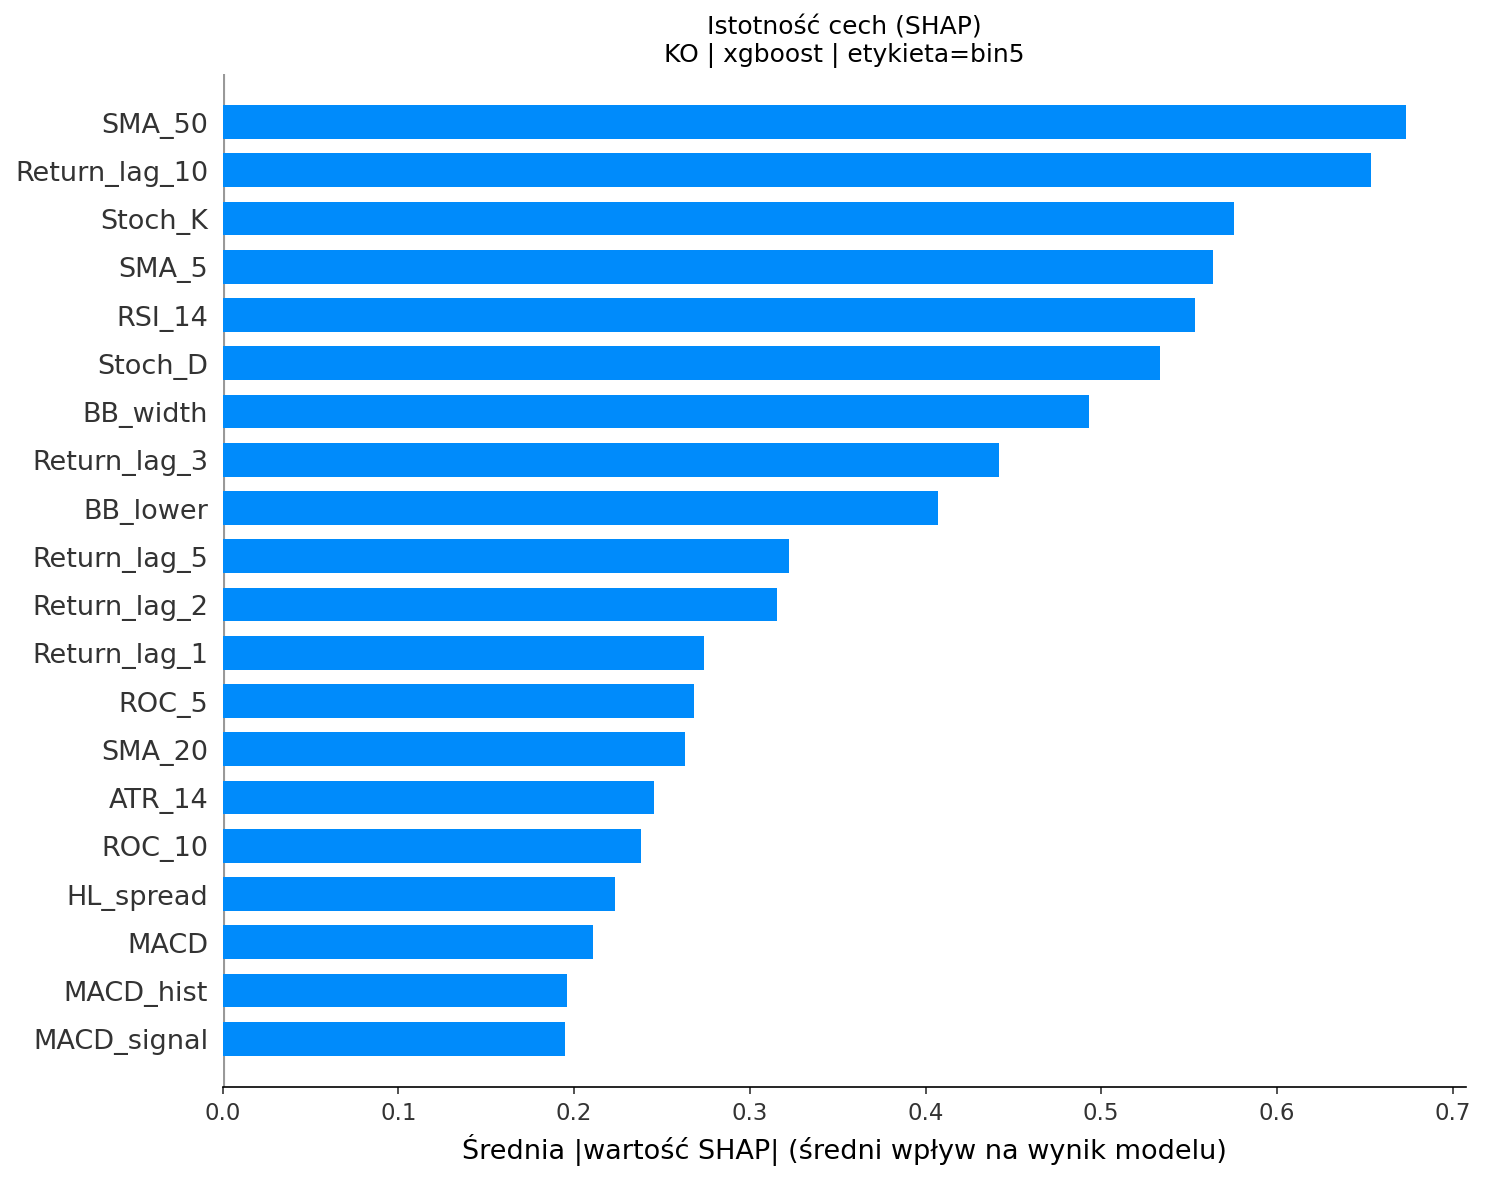 Istotność cech (SHAP)
KO | xgboost | etykieta=bin5
SMA_50
Return_lag_10
Stoch_K
SMA_5
RSI_14
Stoch_D
BB_width
Return_lag_3
BB_lower
Return_lag_5
Return_lag_2
Return_lag_1
ROC_5
SMA_20
ATR_14
ROC_10
HL_spread
MACD
MACD_hist
MACD_signal
0.0 0.1 0.2 0.3 0.4 0.5 0.6 0.7
Średnia |wartość SHAP| (średni wpływ na wynik modelu)